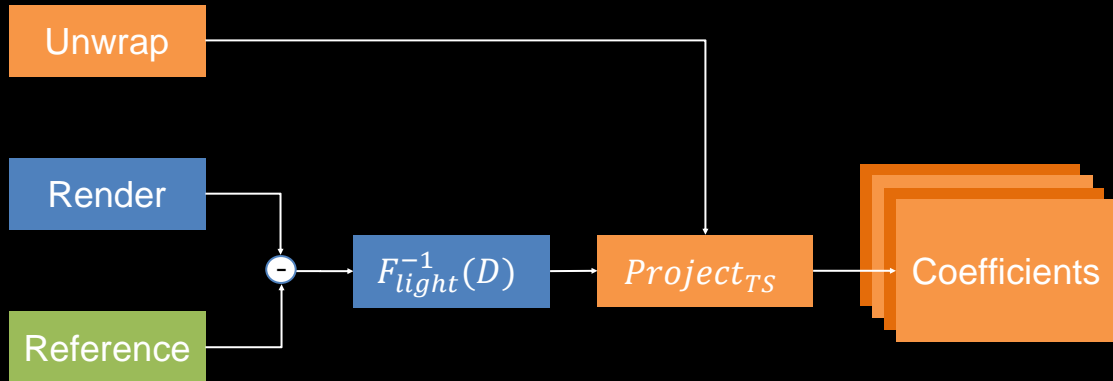 Unwrap
Render
-
F_{light}^{-1}(D)
Project_{TS}
Coefficients
Reference